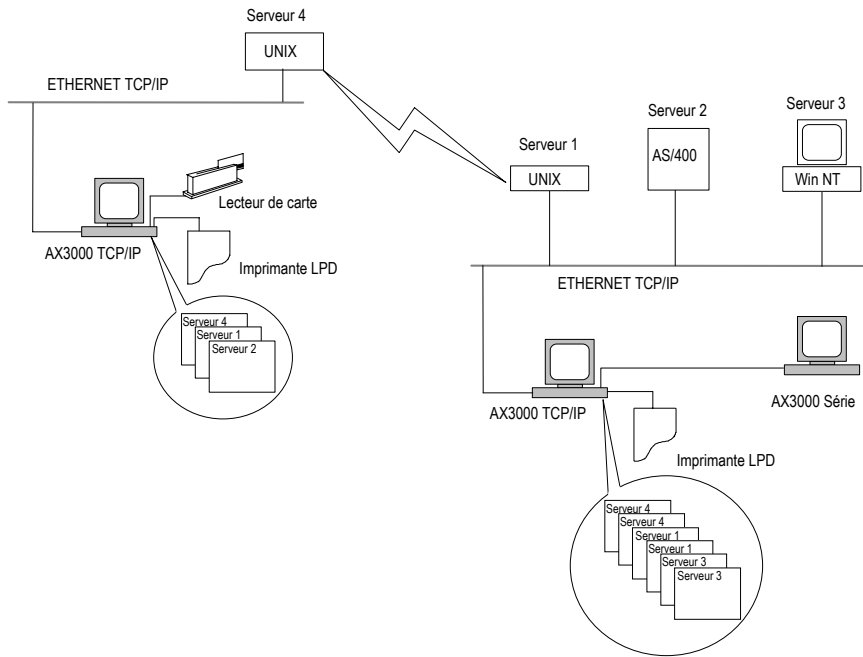 Serveur 4
UNIX
ETHERNET TCP/IP
Lecteur de carte
AX3000 TCP/IP
Imprimante LPD
Serveur 4
Serveur 1
Serveur 2
Serveur 1
UNIX
Serveur 2
AS/400
Serveur 3
Win NT
ETHERNET TCP/IP
AX3000 TCP/IP
AX3000 Série
Imprimante LPD
Serveur 4
Serveur 4
Serveur 1
Serveur 1
Serveur 3
Serveur 3